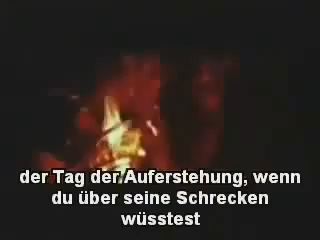 der Tag der Auferstehung, wenn
du über seine Schrecken
wüsstest